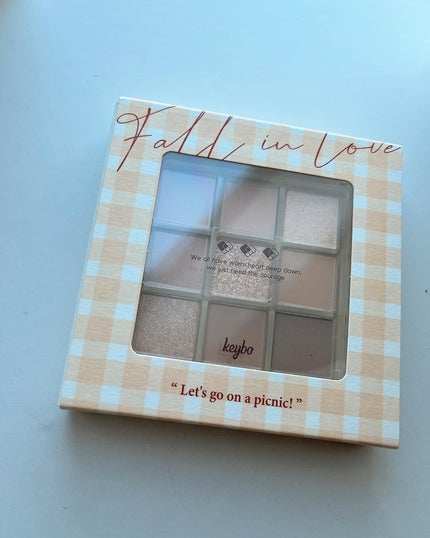 Fall in love
We all have warm heart deep down,
we just need the courage
keybo
“ Let's go on a picnic! ”